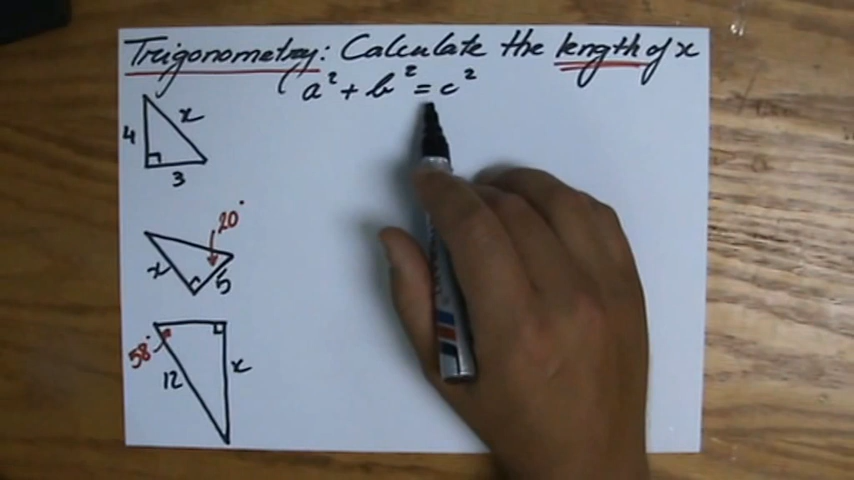 Trigonometry: Calculate the length of x
a² + b² = c²
4
x
3
20°
x
5
58°
12
x